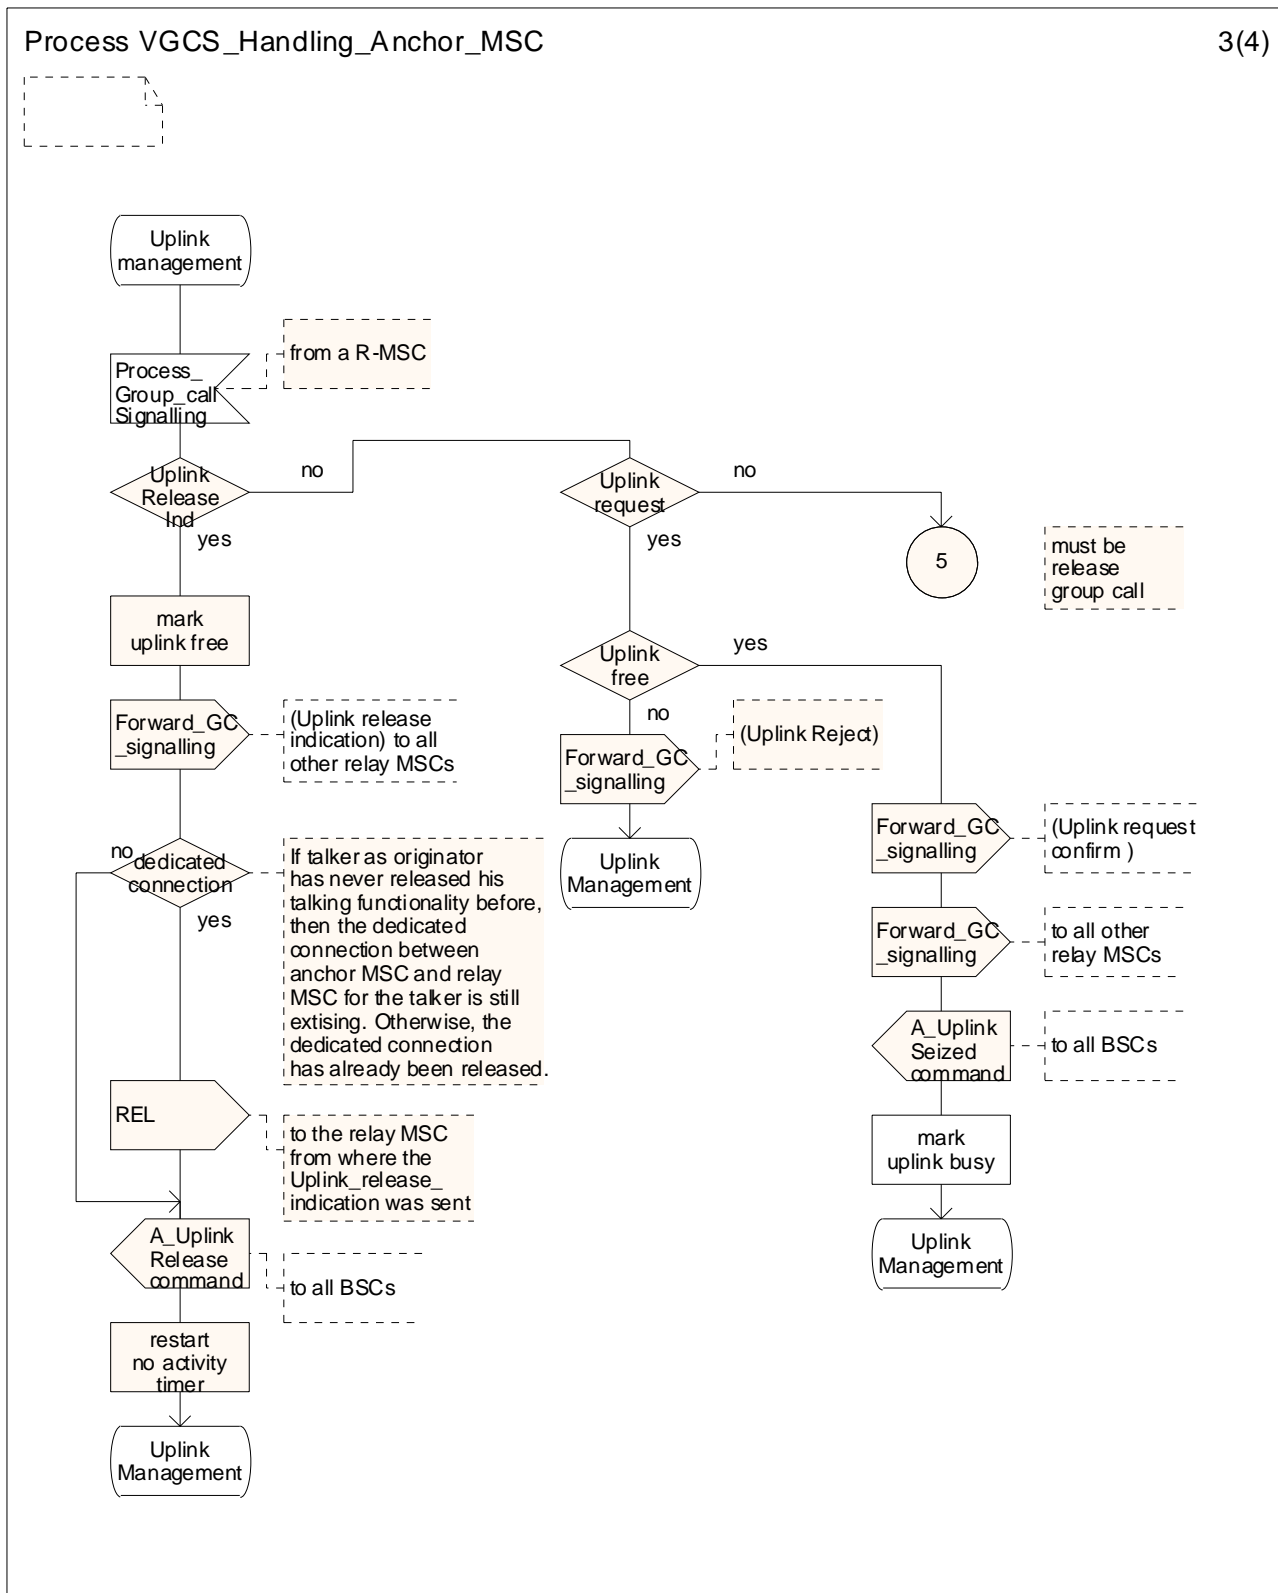 Process VGCS_Handling_Anchor_MSC
3(4)
Uplink
management
from a R-MSC
Process_
Group_call
Signalling
Uplink
Release
Ind
no
yes
Uplink
request
no
yes
5
must be
release
group call
mark
uplink free
Uplink
free
yes
no
Forward_GC
_signalling
(Uplink release
indication) to all
other relay MSCs
Forward_GC
_signalling
(Uplink Reject)
Uplink
Management
Forward_GC
_signalling
(Uplink request
confirm )
no
dedicated
connection
yes
If talker as originator
has never released his
talking functionality before,
then the dedicated
connection between
anchor MSC and relay
MSC for the talker is still
extising. Otherwise, the
dedicated connection
has already been released.
Forward_GC
_signalling
to all other
relay MSCs
A_Uplink
Seized
command
to all BSCs
REL
to the relay MSC
from where the
Uplink_release_
indication was sent
mark
uplink busy
A_Uplink
Release
command
to all BSCs
Uplink
Management
restart
no activity
timer
Uplink
Management